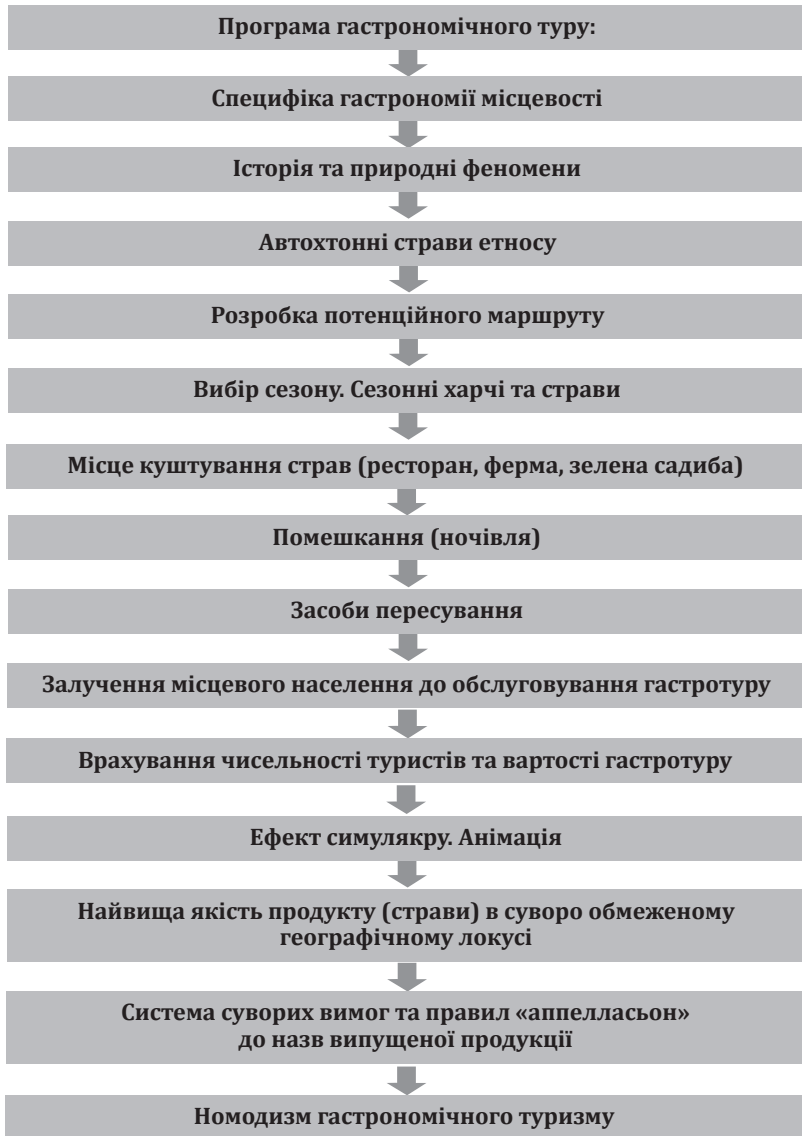 Програма гастрономічного туру:
Специфіка гастрономії місцевості
Історія та природні феномени
Автохтонні страви етносу
Розробка потенційного маршруту
Вибір сезону. Сезонні харчі та страви
Місце куштування страв (ресторан, ферма, зелена садиба)
Помешкання (ночівля)
Засоби пересування
Залучення місцевого населення до обслуговування гастротуру
Врахування чисельності туристів та вартості гастротуру
Ефект симулякру. Анімація
Найвища якість продукту (страви) в суворо обмеженому
географічному локусі
Система суворих вимог та правил «аппелласьон»
до назв випущеної продукції
Номодизм гастрономічного туризму